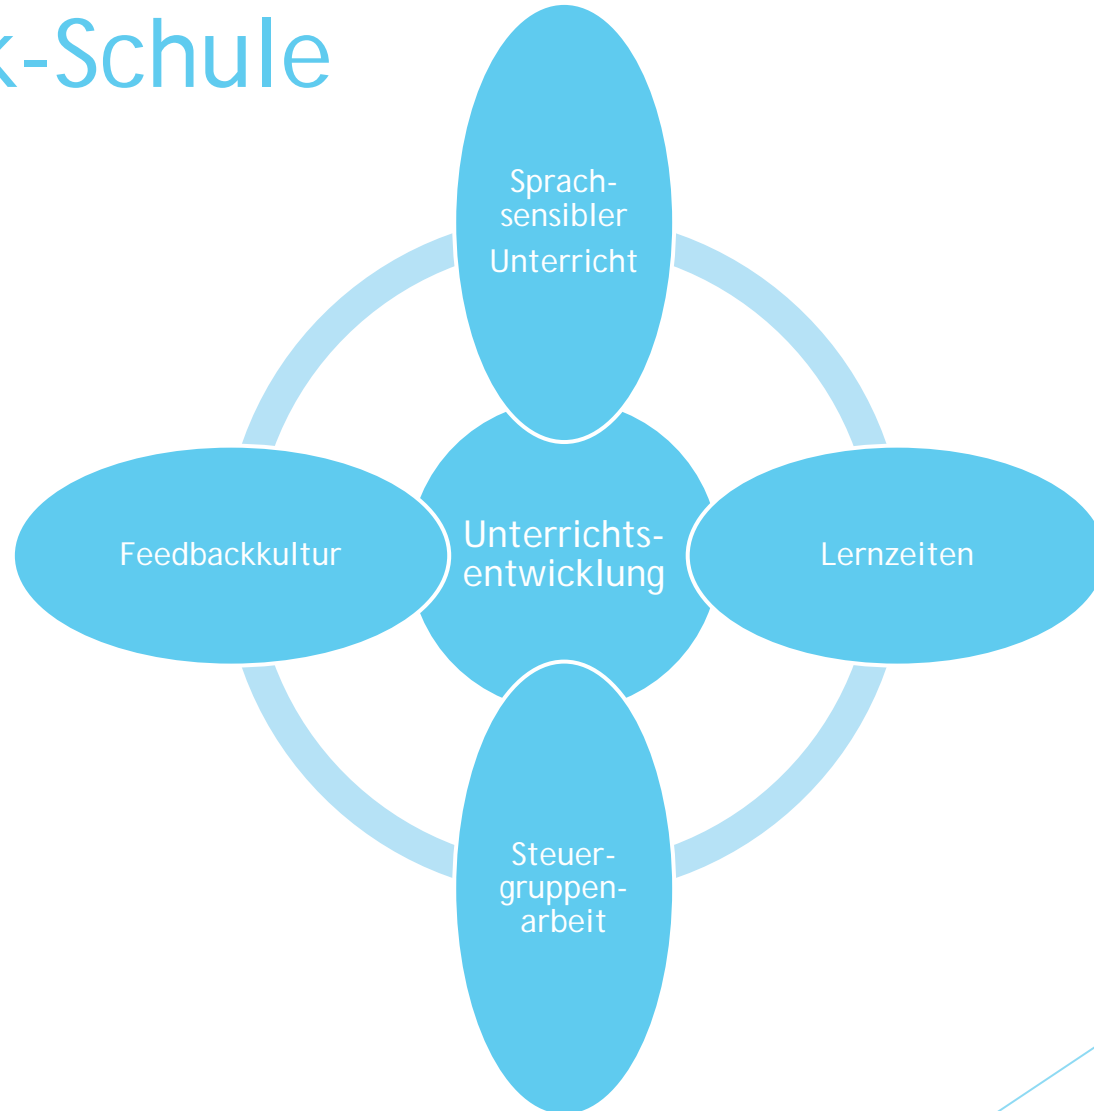 k-Schule
Sprach-
sensibler
Unterricht
Feedbackkultur
Unterrichts-
entwicklung
Lernzeiten
Steuer-
gruppen-
arbeit